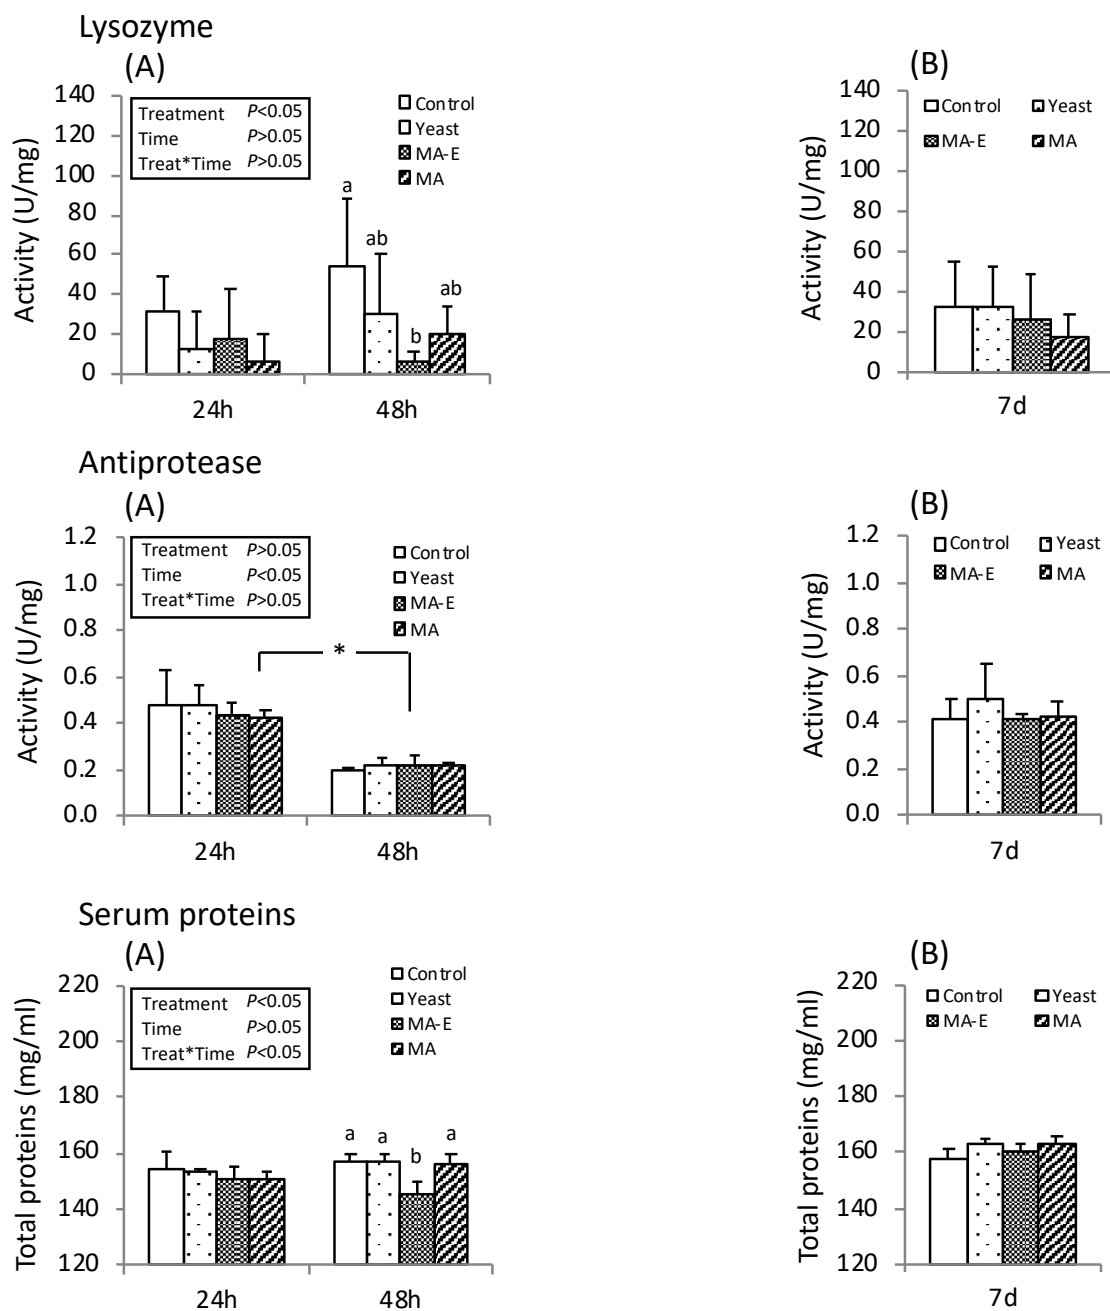 Lysozyme
(A)
Activity (U/mg)
140
120
100
80
60
40
20
0
Treatment P<0.05
Time P>0.05
Treat*Time P>0.05
Control
Yeast
MA-E
MA
a
ab
b
ab
24h
48h
(B)
Activity (U/mg)
140
120
100
80
60
40
20
0
Control Yeast
MA-E MA
7d
Antiprotease
(A)
Activity (U/mg)
1.2
1.0
0.8
0.6
0.4
0.2
0.0
Treatment P>0.05
Time P<0.05
Treat*Time P>0.05
Control
Yeast
MA-E
MA
*
24h
48h
(B)
Activity (U/mg)
1.2
1.0
0.8
0.6
0.4
0.2
0.0
Control Yeast
MA-E MA
7d
Serum proteins
(A)
Total proteins (mg/ml)
220
200
180
160
140
120
Treatment P<0.05
Time P>0.05
Treat*Time P<0.05
Control
Yeast
MA-E
MA
a
a
b
a
24h
48h
(B)
Total proteins (mg/ml)
220
200
180
160
140
120
Control Yeast
MA-E MA
7d